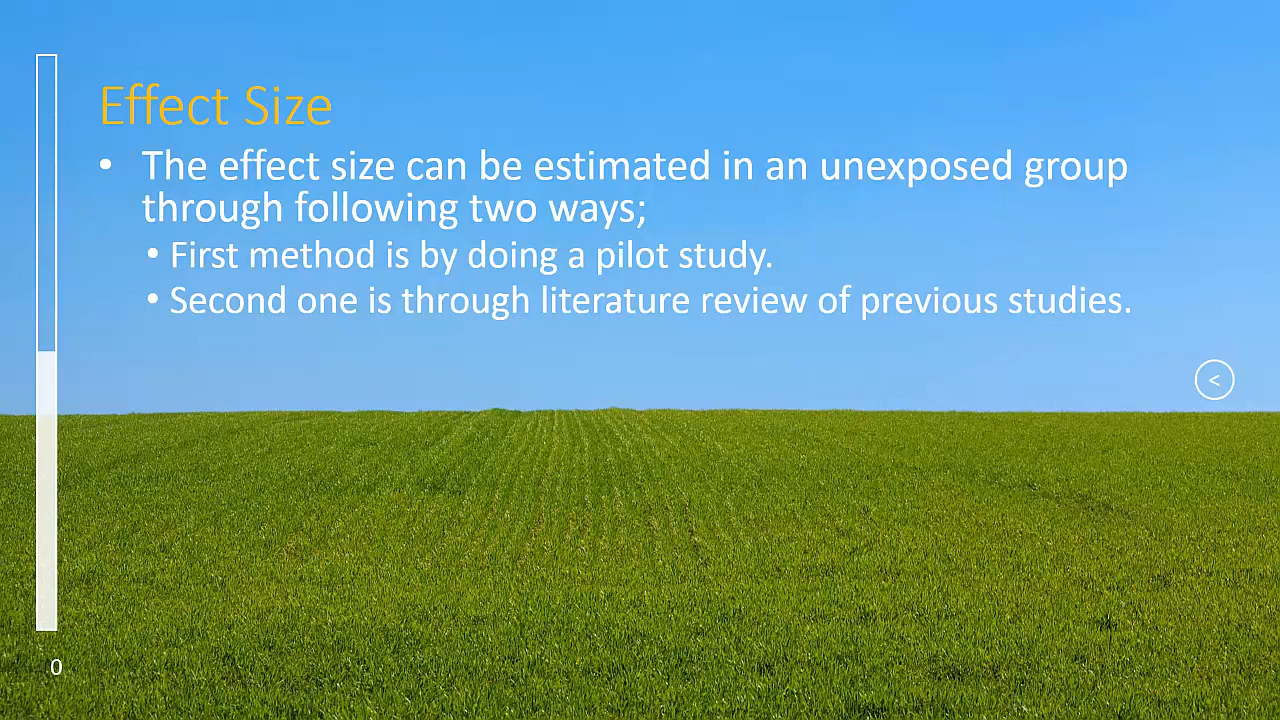 Effect Size
• The effect size can be estimated in an unexposed group
through following two ways;
• First method is by doing a pilot study.
• Second one is through literature review of previous studies.
<
0